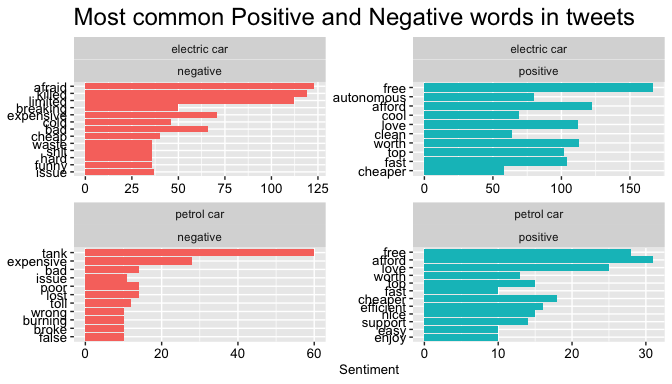 Most common Positive and Negative words in tweets
electric car
negative
afraid
killed
limited
breaking
expensive
cold
bad
cheap
waste
shit
hard
funny
issue
0 25 50 75 100 125
electric car
positive
free
autonomous
afford
cool
love
clean
worth
top
fast
cheaper
0 50 100 150
petrol car
negative
tank
expensive
bad
issue
poor
lost
toll
wrong
burning
broke
false
0 20 40 60
petrol car
positive
free
afford
love
worth
top
fast
cheaper
efficient
nice
support
easy
enjoy
0 10 20 30
Sentiment